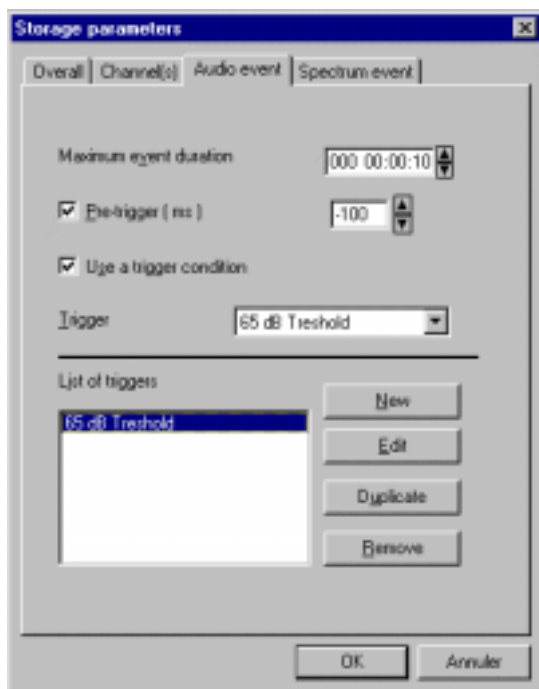 Storage parameters
Overall Channel(s) Audio event Spectrum event
Maximum event duration 000 00:00:10
Pre-trigger ( ms ) -100
Use a trigger condition
Trigger 65 dB Treshold
List of triggers
65 dB Treshold
New
Edit
Duplicate
Remove
OK Annuler